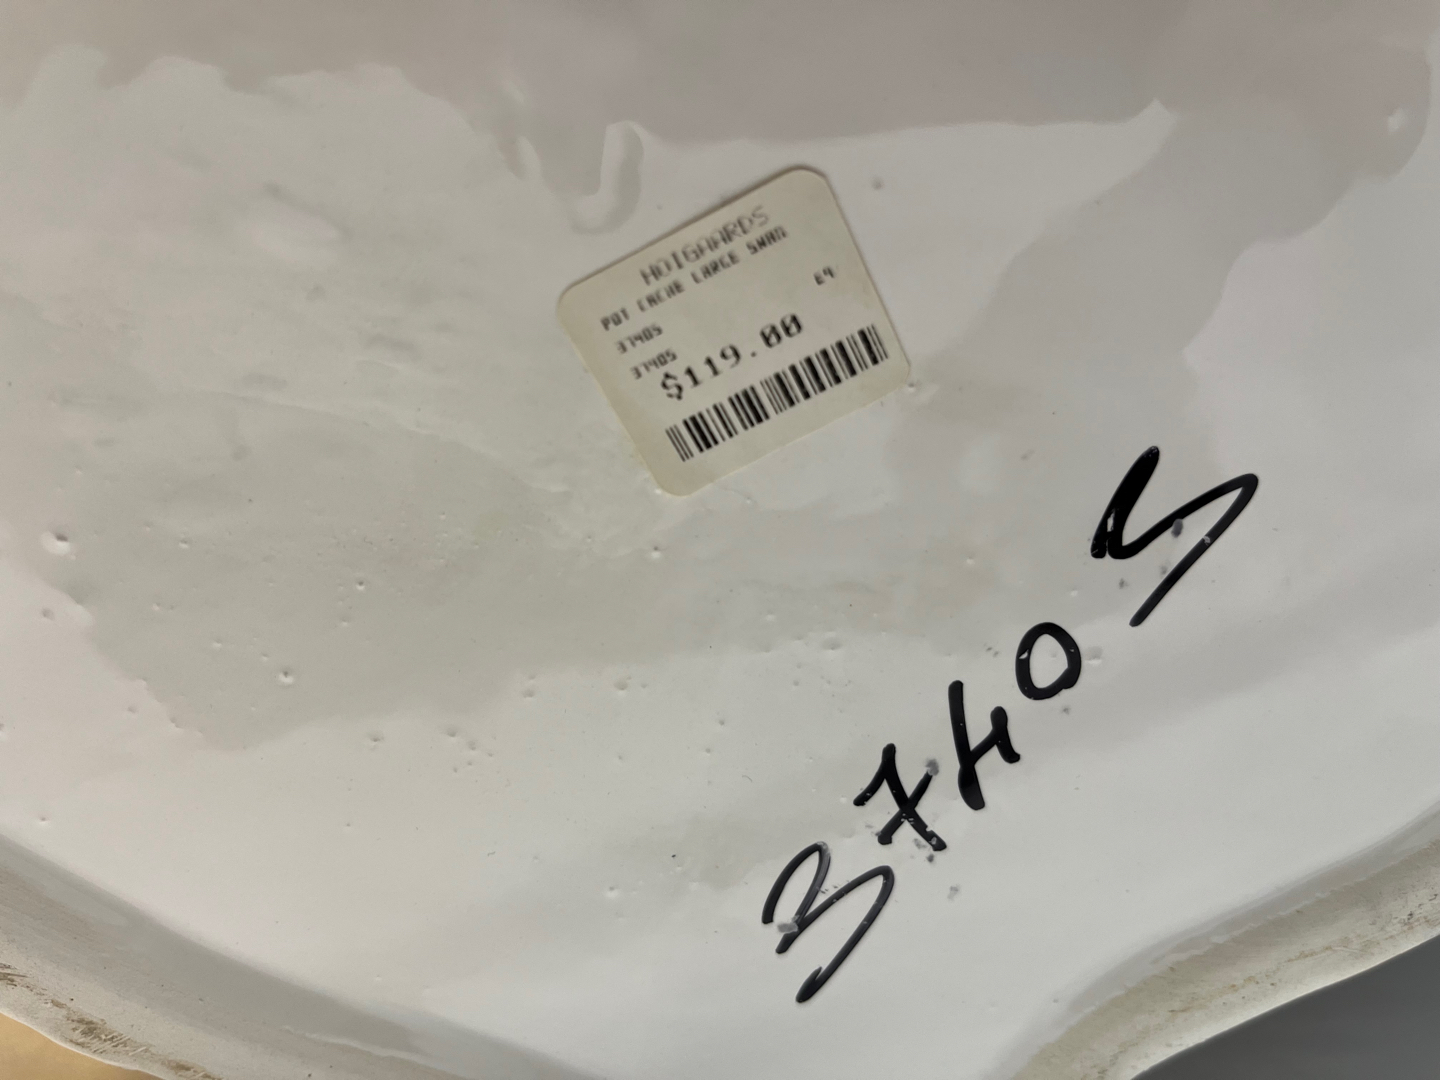 HOIGAARDS
POT CACHE LARGE SWAN
E4
37405
37405
$119.00
37405